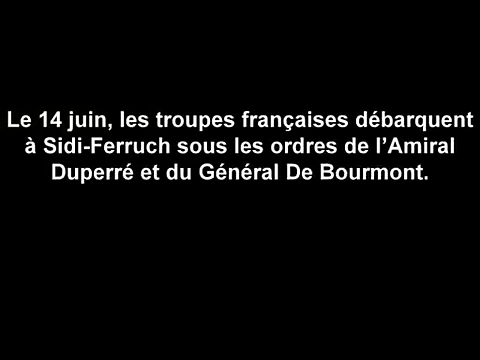 Le 14 juin, les troupes françaises débarquent
à Sidi-Ferruch sous les ordres de l’Amiral
Duperré et du Général De Bourmont.